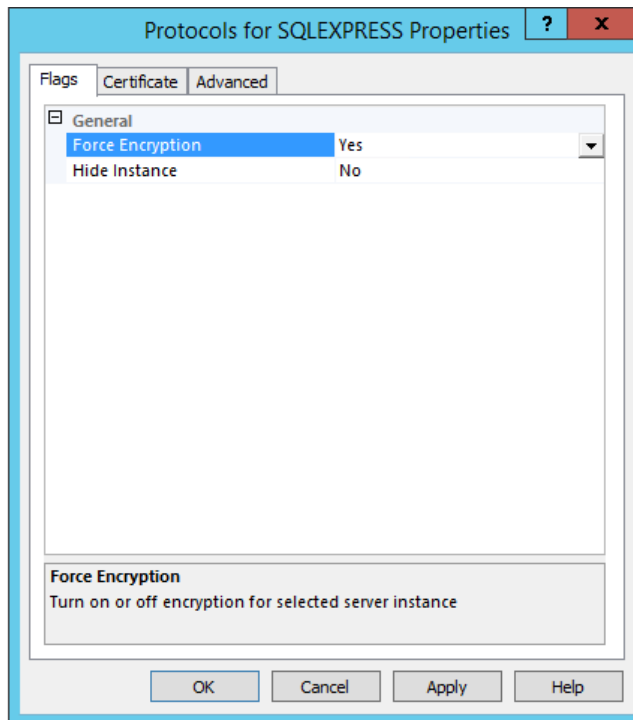 Protocols for SQLEXPRESS Properties ? x
Flags Certificate Advanced
General
Force Encryption Yes
Hide Instance No
Force Encryption
Turn on or off encryption for selected server instance
OK Cancel Apply Help